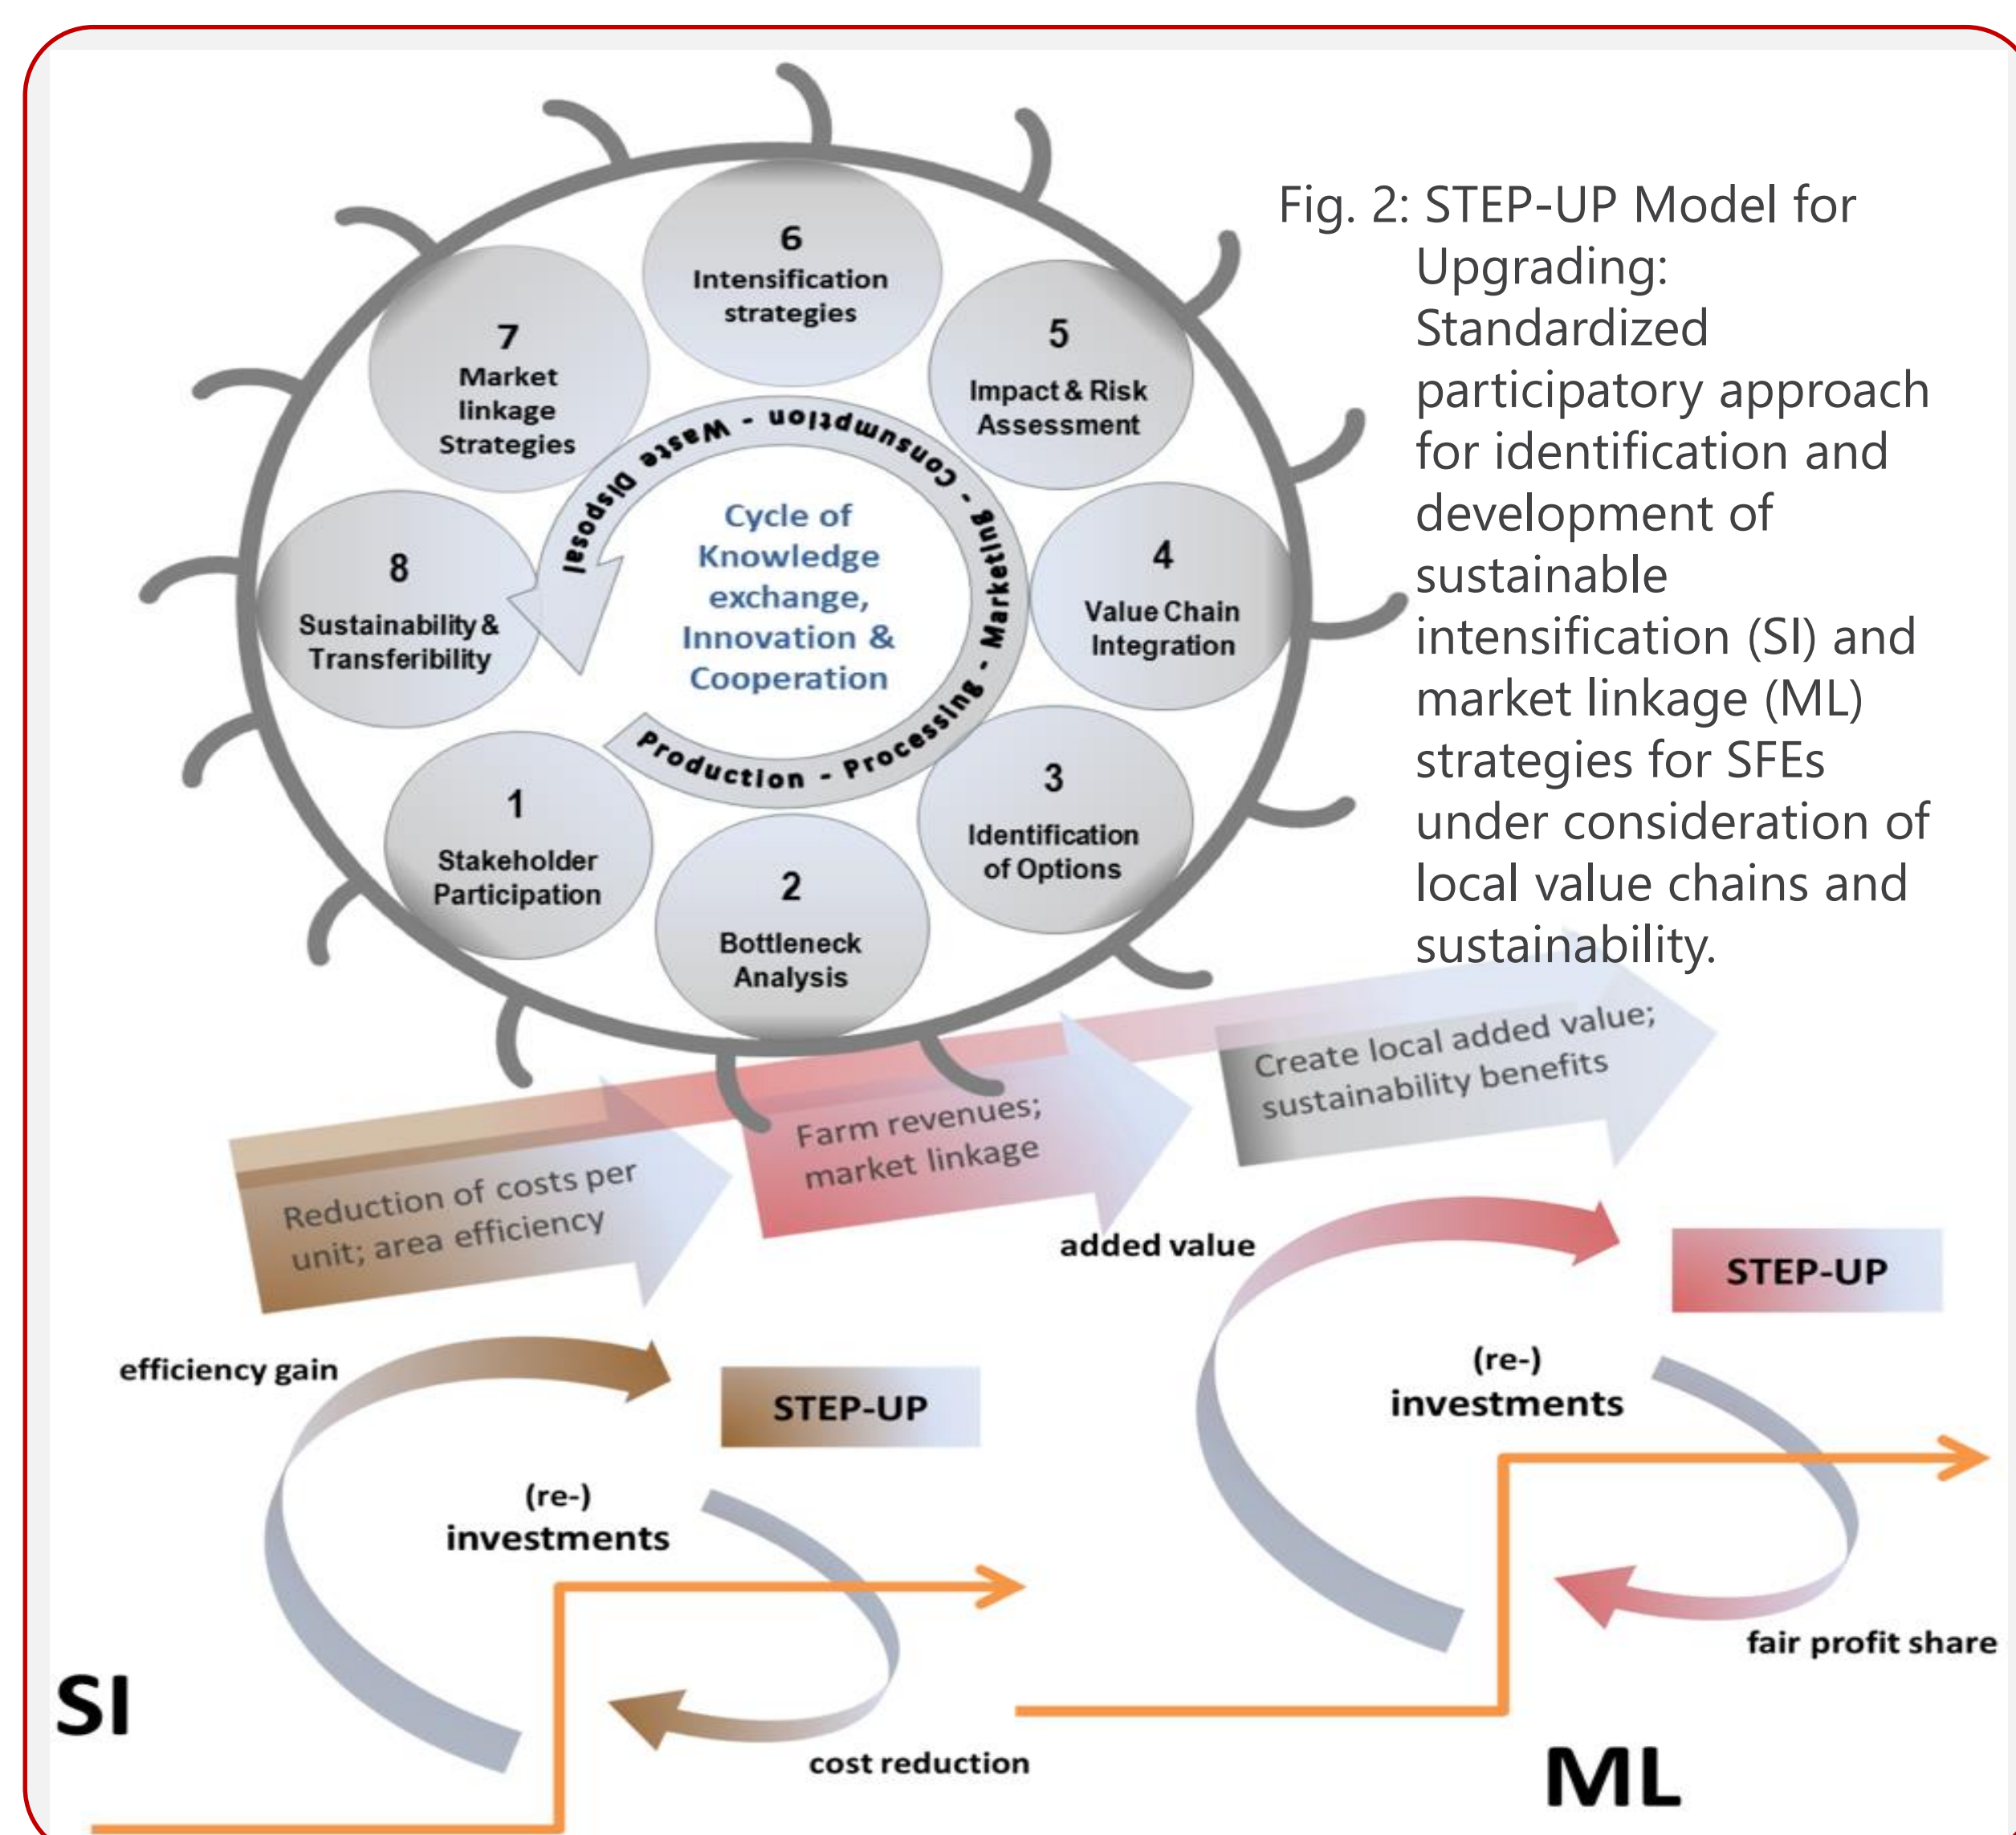 Fig. 2: STEP-UP Model for
Upgrading:
Standardized
participatory approach
for identification and
development of
sustainable
intensification (SI) and
market linkage (ML)
strategies for SFEs
under consideration of
local value chains and
sustainability.
6
Intensification
strategies
7
Market
linkage
Strategies
5
Impact & Risk
Assessment
8
Sustainability &
Transferibility
4
Value Chain
Integration
1
Stakeholder
Participation
2
Bottleneck
Analysis
3
Identification
of Options
Production - Processing - Marketing - Consumption - Waste Disposal
Cycle of
Knowledge
exchange,
Innovation &
Cooperation
Reduction of costs per
unit; area efficiency
Farm revenues;
market linkage
Create local added value;
sustainability benefits
efficiency gain
STEP-UP
(re-)
investments
cost reduction
SI
added value
STEP-UP
(re-)
investments
fair profit share
ML